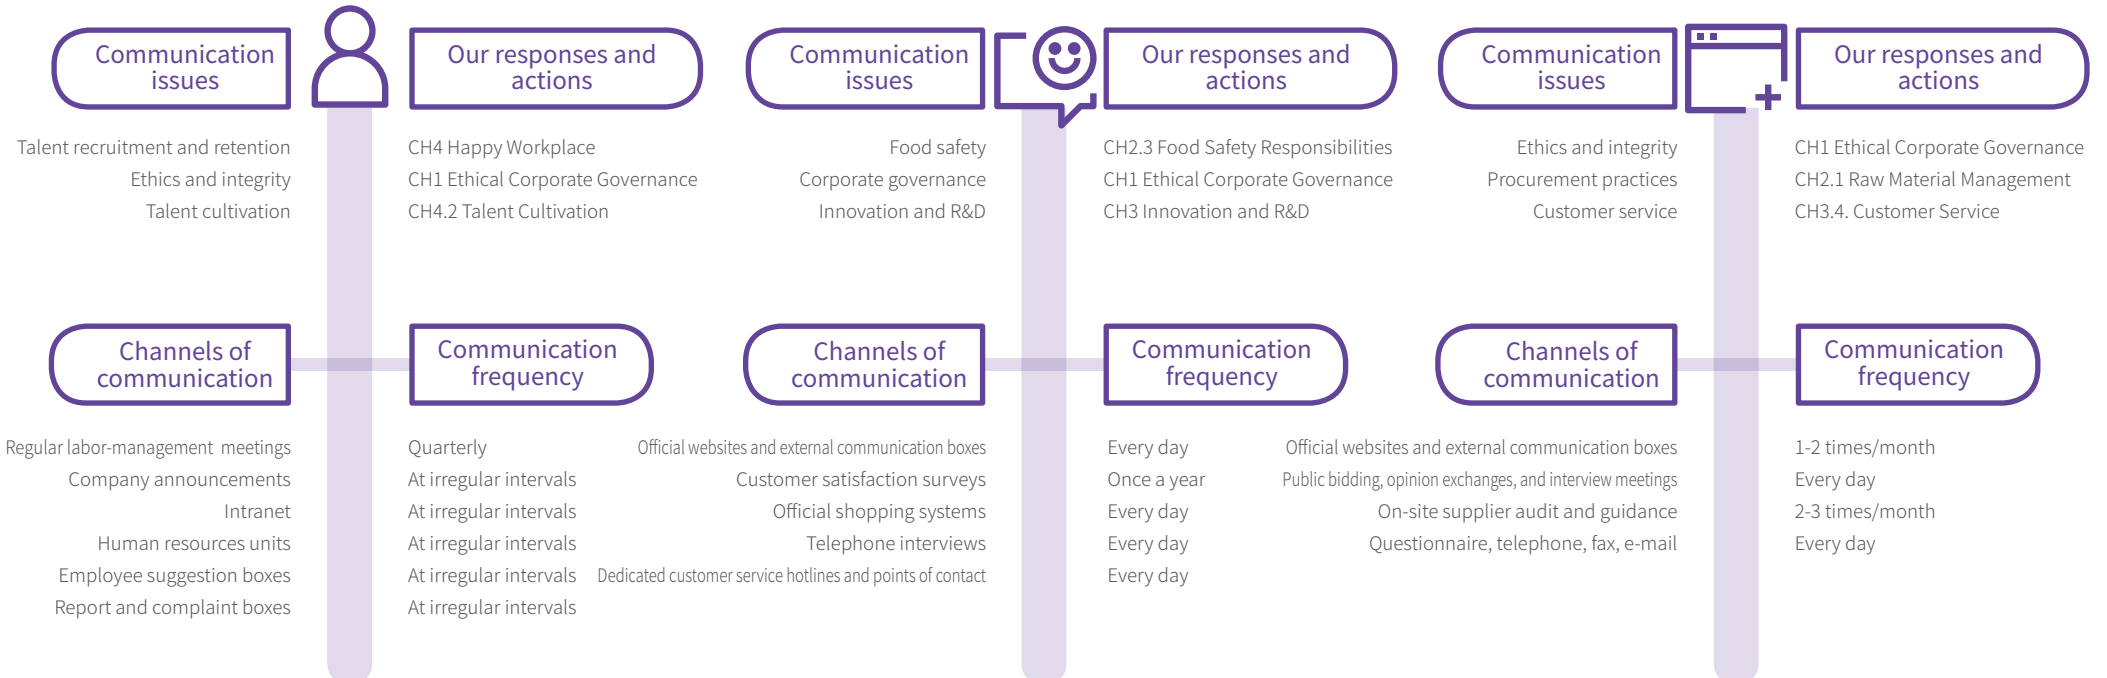 Communication
issues
Our responses and
actions
Talent recruitment and retention
CH4 Happy Workplace
Ethics and integrity
CH1 Ethical Corporate Governance
Talent cultivation
CH4.2 Talent Cultivation
Channels of
communication
Communication
frequency
Regular labor-management meetings
Quarterly
Company announcements
At irregular intervals
Intranet
At irregular intervals
Human resources units
At irregular intervals
Employee suggestion boxes
At irregular intervals
Report and complaint boxes
At irregular intervals
Communication
issues
Our responses and
actions
Food safety
CH2.3 Food Safety Responsibilities
Corporate governance
CH1 Ethical Corporate Governance
Innovation and R&D
CH3 Innovation and R&D
Channels of
communication
Communication
frequency
Official websites and external communication boxes
Every day
Customer satisfaction surveys
Once a year
Official shopping systems
Every day
Telephone interviews
Every day
Dedicated customer service hotlines and points of contact
Every day
Communication
issues
Our responses and
actions
Ethics and integrity
CH1 Ethical Corporate Governance
Procurement practices
CH2.1 Raw Material Management
Customer service
CH3.4. Customer Service
Channels of
communication
Communication
frequency
Official websites and external communication boxes
1-2 times/month
Public bidding, opinion exchanges, and interview meetings
Every day
On-site supplier audit and guidance
2-3 times/month
Questionnaire, telephone, fax, e-mail
Every day